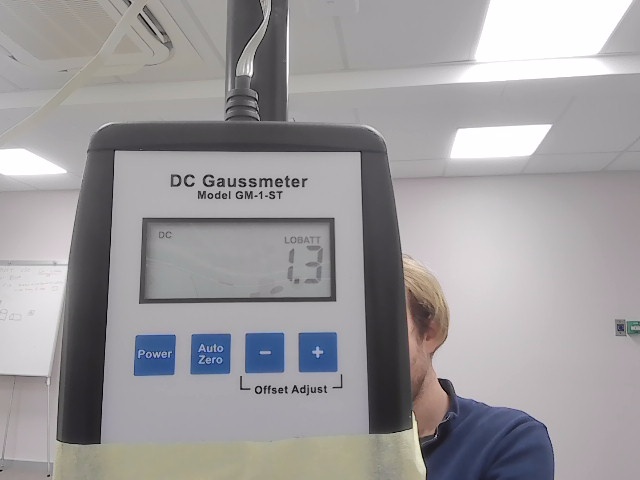 DC Gaussmeter
Model GM-1-ST
DC
LOBATT
1.3
Power
Auto
Zero
-
+
Offset Adjust